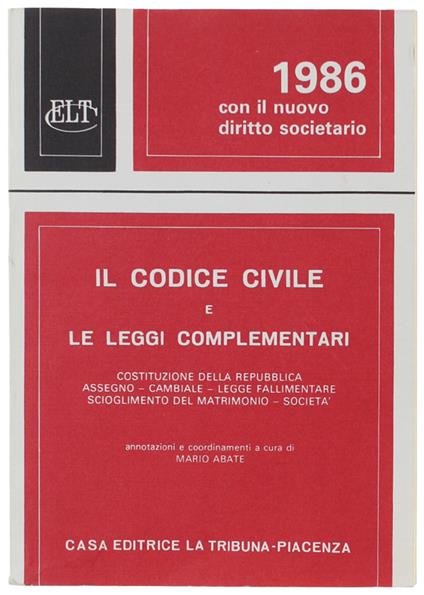 CELT
1986
con il nuovo
diritto societario
IL CODICE CIVILE
E
LE LEGGI COMPLEMENTARI
COSTITUZIONE DELLA REPUBBLICA
ASSEGNO – CAMBIALE – LEGGE FALLIMENTARE
SCIOGLIMENTO DEL MATRIMONIO – SOCIETA'
annotazioni e coordinamenti a cura di
MARIO ABATE
CASA EDITRICE LA TRIBUNA-PIACENZA